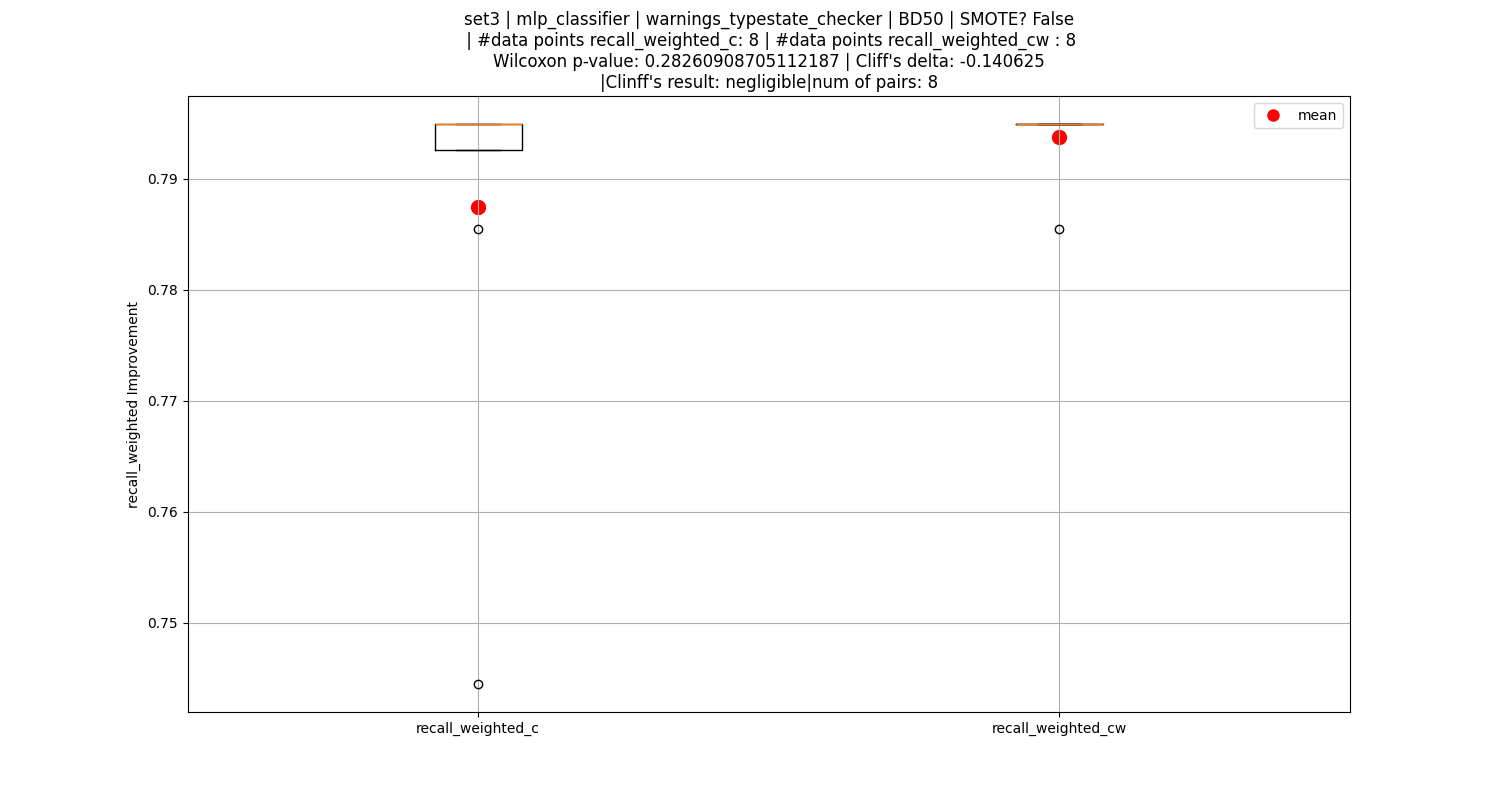 set3 | mlp_classifier | warnings_typestate_checker | BD50 | SMOTE? False
| #data points recall_weighted_c: 8 | #data points recall_weighted_cw : 8
Wilcoxon p-value: 0.28260908705112187 | Cliff's delta: -0.140625
|Clinff's result: negligible|num of pairs: 8
mean
0.79
0.78
0.77
0.76
0.75
recall_weighted Improvement
recall_weighted_c
recall_weighted_cw